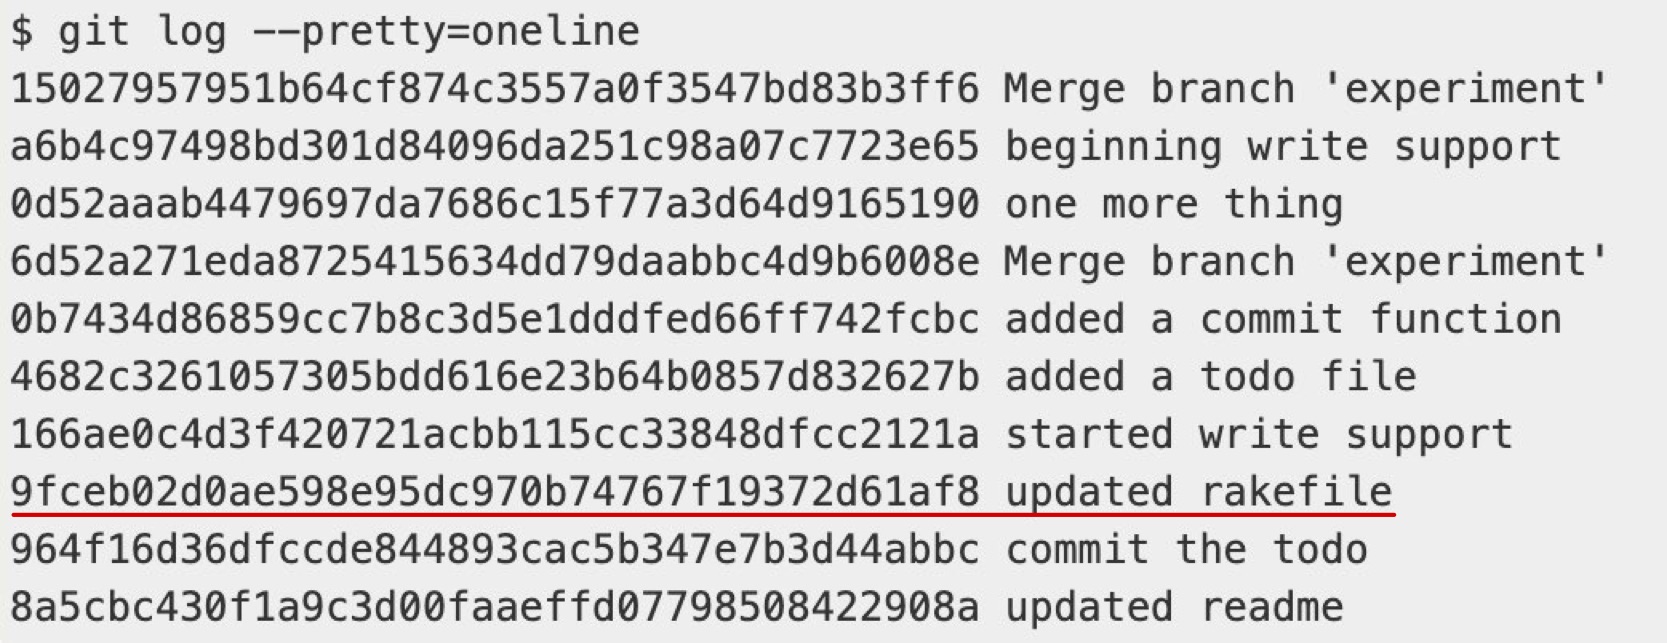 $ git log --pretty=oneline
15027957951b64cf874c3557a0f3547bd83b3ff6 Merge branch 'experiment'
a6b4c97498bd301d84096da251c98a07c7723e65 beginning write support
0d52aaab4479697da7686c15f77a3d64d9165190 one more thing
6d52a271eda8725415634dd79daabbc4d9b6008e Merge branch 'experiment'
0b7434d86859cc7b8c3d5e1dddfed66ff742fcbc added a commit function
4682c3261057305bdd616e23b64b0857d832627b added a todo file
166ae0c4d3f420721acbb115cc33848dfcc2121a started write support
9fceb02d0ae598e95dc970b74767f19372d61af8 updated rakefile
964f16d36dfccde844893cac5b347e7b3d44abbc commit the todo
8a5cbc430f1a9c3d00faaeffd07798508422908a updated readme